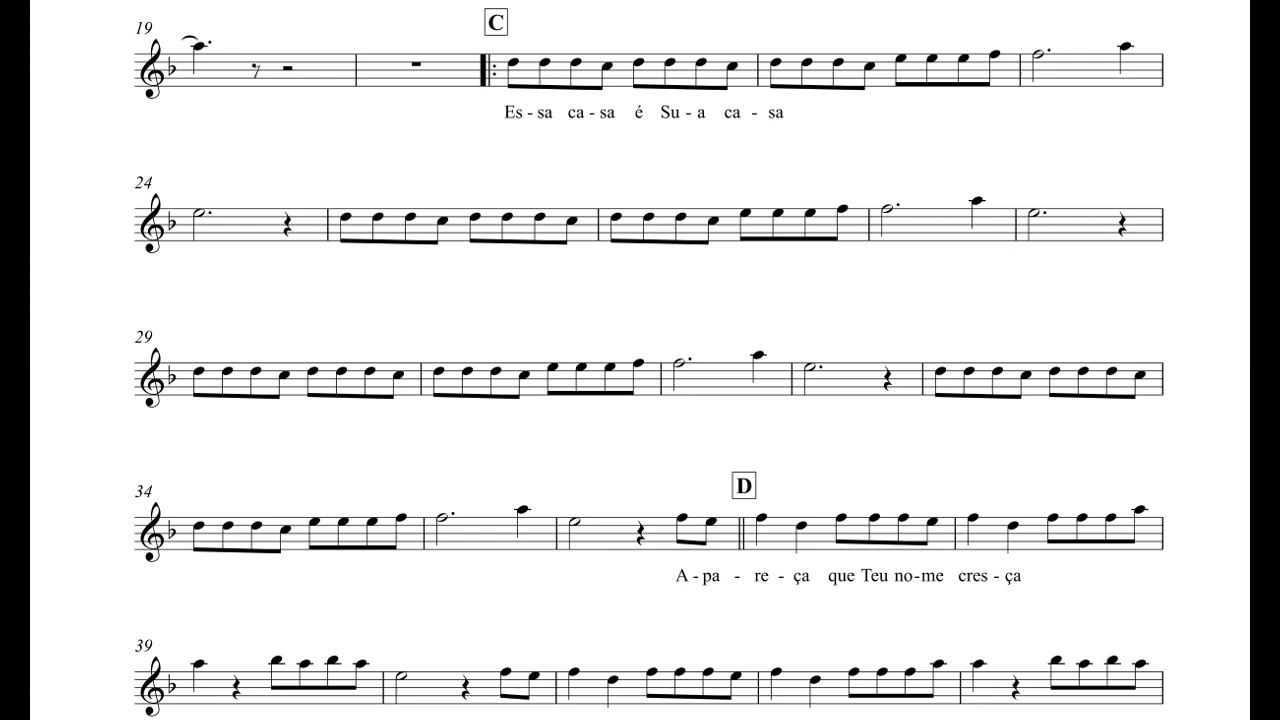 19
C
Es - sa ca - sa é Su - a ca - sa
24
29
34
D
A - pa - re - ça que Teu no - me cres - ça
39